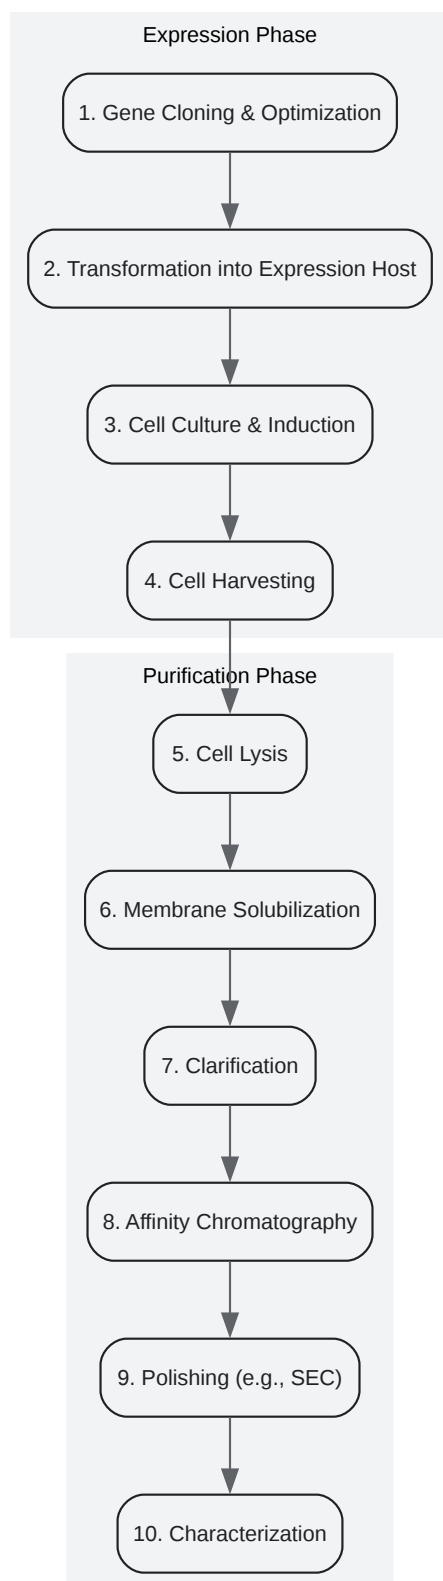 Expression Phase
1. Gene Cloning & Optimization
2. Transformation into Expression Host
3. Cell Culture & Induction
4. Cell Harvesting
Purification Phase
5. Cell Lysis
6. Membrane Solubilization
7. Clarification
8. Affinity Chromatography
9. Polishing (e.g., SEC)
10. Characterization